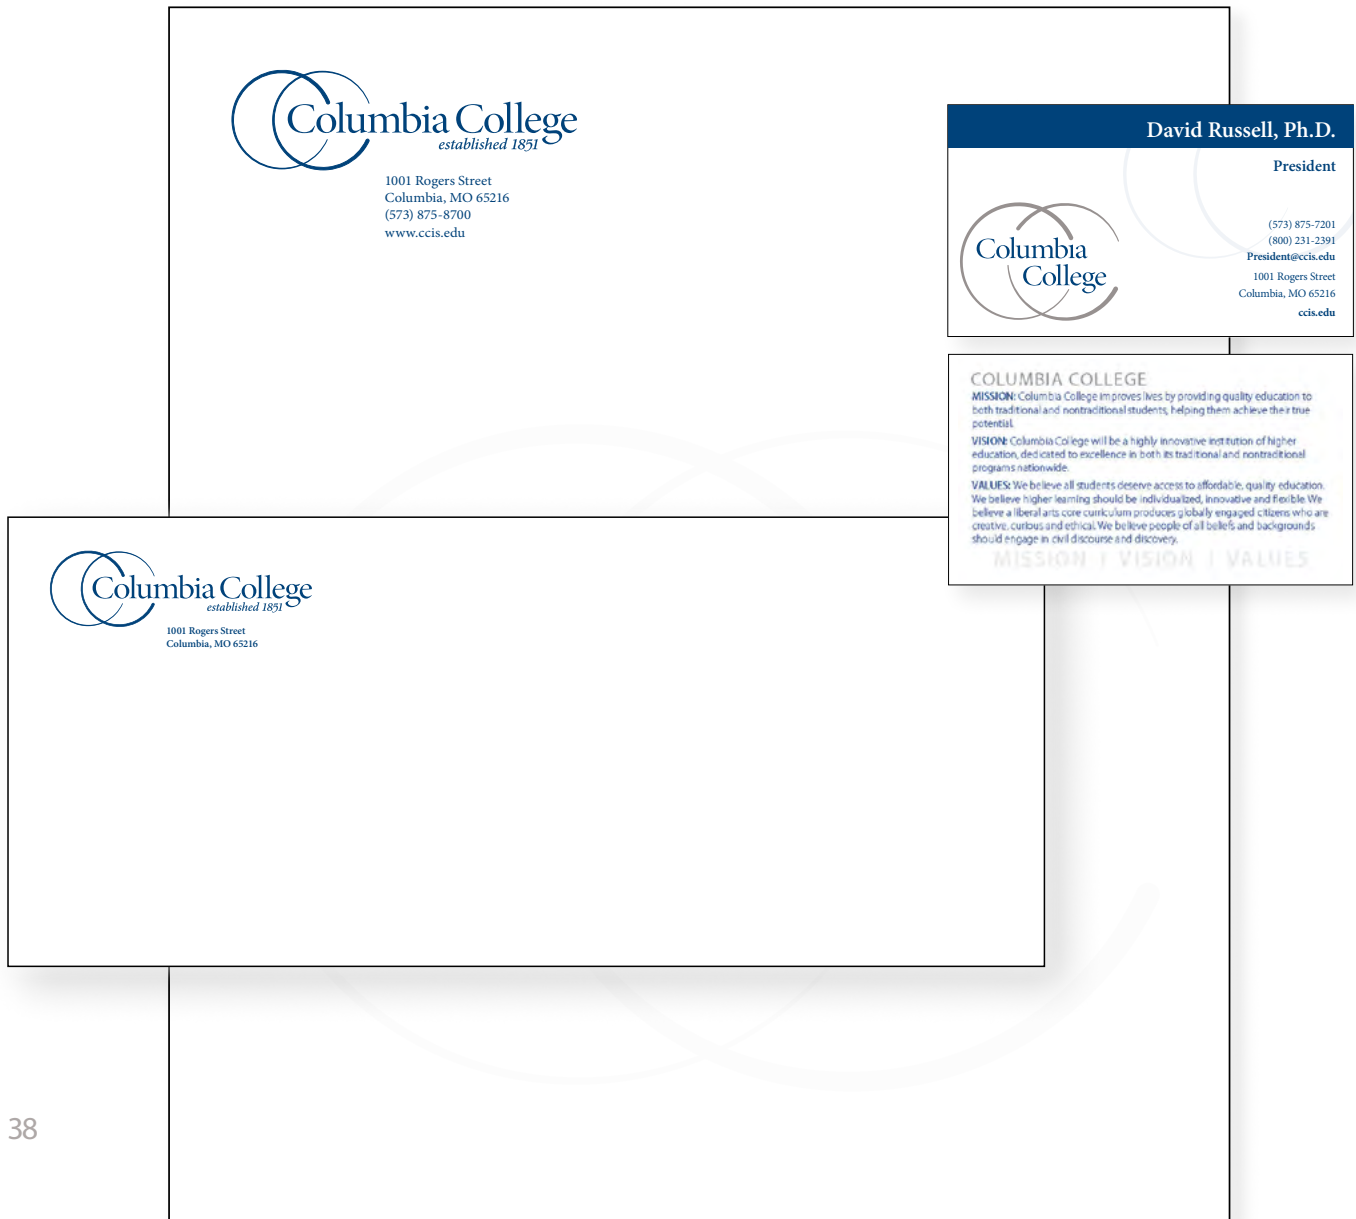 Columbia College
established 1851
1001 Rogers Street
Columbia, MO 65216
(573) 875-8700
www.ccis.edu
David Russell, Ph.D.
President
Columbia
College
(573) 875-7201
(800) 231-2391
President@ccis.edu
1001 Rogers Street
Columbia, MO 65216
ccis.edu
COLUMBIA COLLEGE
MISSION: Columbia College improves lives by providing quality education to
both traditional and nontraditional students, helping them achieve their true
potential.
VISION: Columbia College will be a highly innovative institution of higher
education, dedicated to excellence in both its traditional and nontraditional
programs nationwide.
VALUES: We believe all students deserve access to affordable, quality education.
We believe higher learning should be individualized, innovative and flexible. We
believe a liberal arts core curriculum produces globally engaged citizens who are
creative, curious and ethical. We believe people of all beliefs and backgrounds
should engage in civil discourse and discovery.
MISSION | VISION | VALUES
Columbia College
established 1851
1001 Rogers Street
Columbia, MO 65216
38